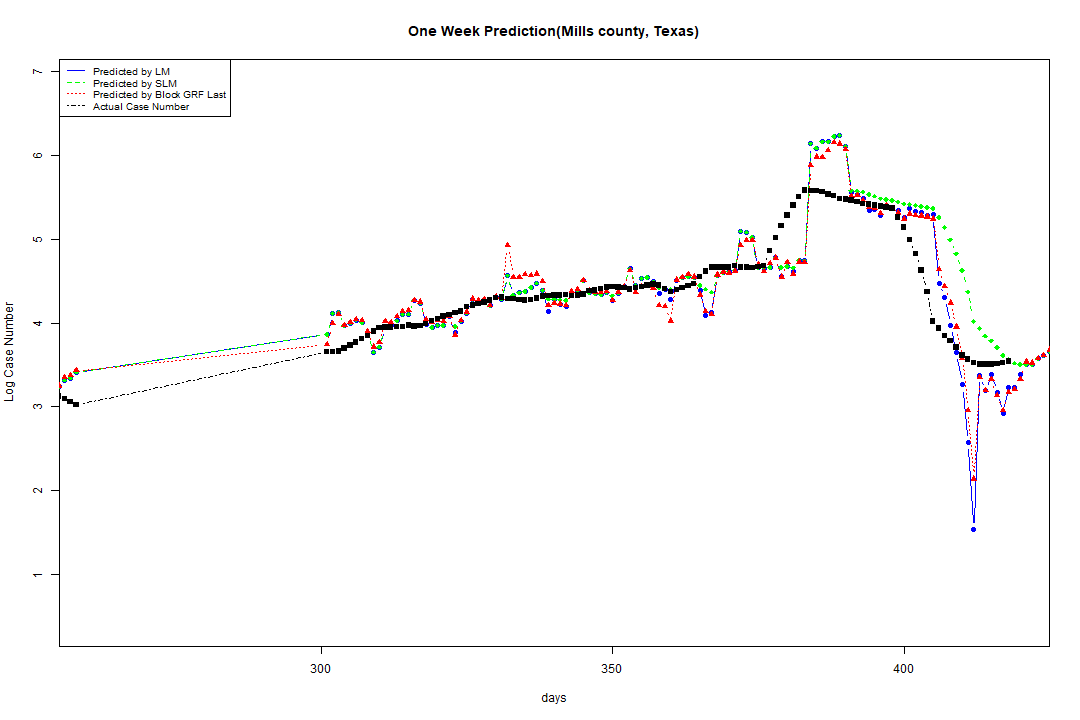 One Week Prediction(Mills county, Texas)
Predicted by LM
Predicted by SLM
Predicted by Block GRF Last
Actual Case Number
7
6
5
4
3
2
1
Log Case Number
300
350
400
days